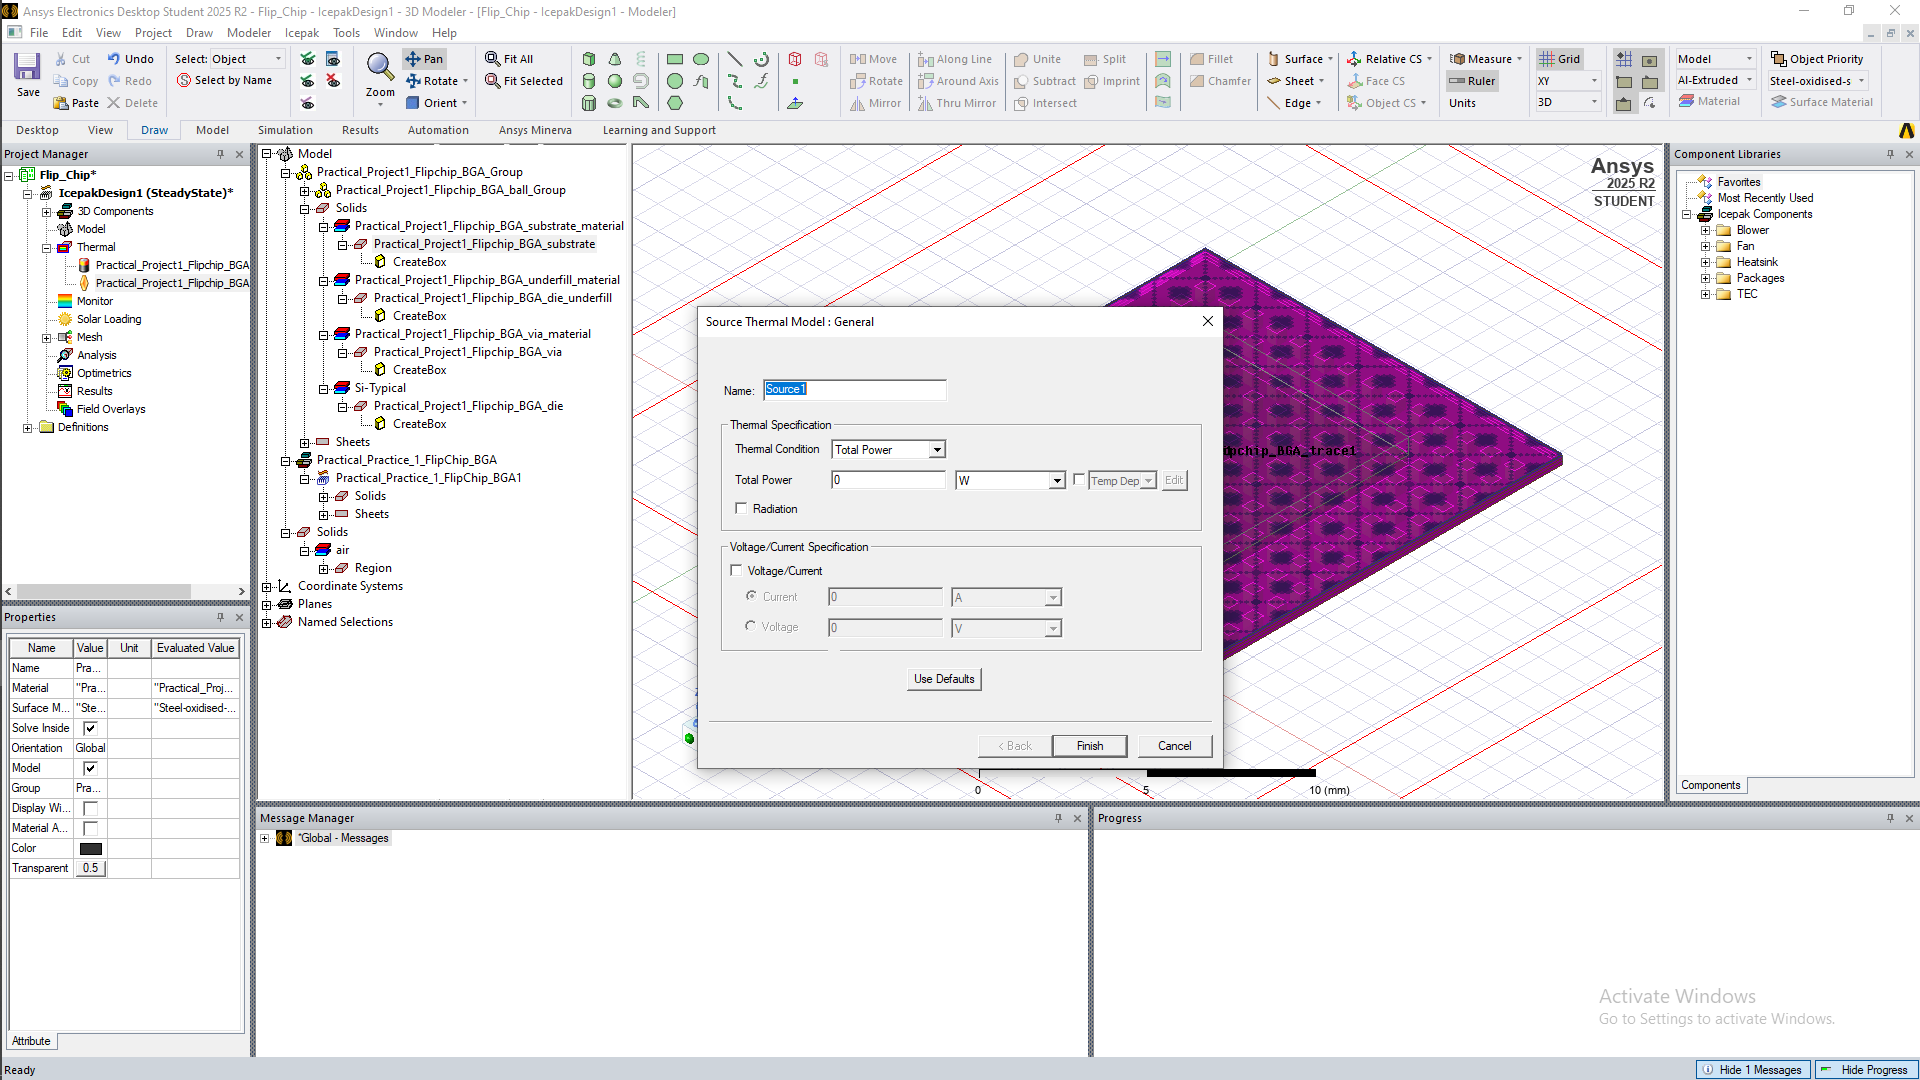 Ansys Electronics Desktop Student 2025 R2 - Flip_Chip - IcepakDesign1 - 3D Modeler - [Flip_Chip - IcepakDesign1 - Modeler]
File Edit View Project Draw Modeler Icepak Tools Window Help
Save
Cut
Copy
Paste
Undo
Redo
Delete
Select: Object
Select by Name
Zoom
Pan
Rotate
Orient
Fit All
Fit Selected
Move
Rotate
Mirror
Along Line
Around Axis
Thru Mirror
Unite
Subtract
Intersect
Split
Imprint
Fillet
Chamfer
Surface
Sheet
Edge
Relative CS
Face CS
Object CS
Measure
Ruler
Units
Grid
XY
3D
Model
Al-Extruded
Material
Object Priority
Steel-oxidised-s
Surface Material
Desktop View Draw Model Simulation Results Automation Ansys Minerva Learning and Support
Project Manager
Flip_Chip*
IcepakDesign1 (SteadyState)*
3D Components
Model
Thermal
Practical_Project1_Flipchip_BGA
Practical_Project1_Flipchip_BGA
Monitor
Solar Loading
Mesh
Analysis
Optimetrics
Results
Field Overlays
Definitions
Properties
Name Value Unit Evaluated Value
Name Pra...
Material "Pra... "Practical_Proj...
Surface M... "Ste... "Steel-oxidised-...
Solve Inside
Orientation Global
Model
Group Pra...
Display Wi...
Material A...
Color
Transparent 0.5
Attribute
Model
Practical_Project1_Flipchip_BGA_Group
Practical_Project1_Flipchip_BGA_ball_Group
Solids
Practical_Project1_Flipchip_BGA_substrate_material
Practical_Project1_Flipchip_BGA_substrate
CreateBox
Practical_Project1_Flipchip_BGA_underfill_material
Practical_Project1_Flipchip_BGA_die_underfill
CreateBox
Practical_Project1_Flipchip_BGA_via_material
Practical_Project1_Flipchip_BGA_via
CreateBox
Si-Typical
Practical_Project1_Flipchip_BGA_die
CreateBox
Sheets
Practical_Practice_1_FlipChip_BGA
Practical_Practice_1_FlipChip_BGA1
Solids
Sheets
Solids
air
Region
Coordinate Systems
Planes
Named Selections
Ansys
2025 R2
STUDENT
pchip_BGA_trace1
0 5 10 (mm)
Source Thermal Model : General
Name: Source1
Thermal Specification
Thermal Condition Total Power
Total Power 0 W Temp Dep Edit
Radiation
Voltage/Current Specification
Voltage/Current
Current 0 A
Voltage 0 V
Use Defaults
< Back Finish Cancel
Component Libraries
Favorites
Most Recently Used
Icepak Components
Blower
Fan
Heatsink
Packages
TEC
Components
Message Manager
*Global - Messages
Progress
Activate Windows
Go to Settings to activate Windows.
Ready
Hide 1 Messages Hide Progress